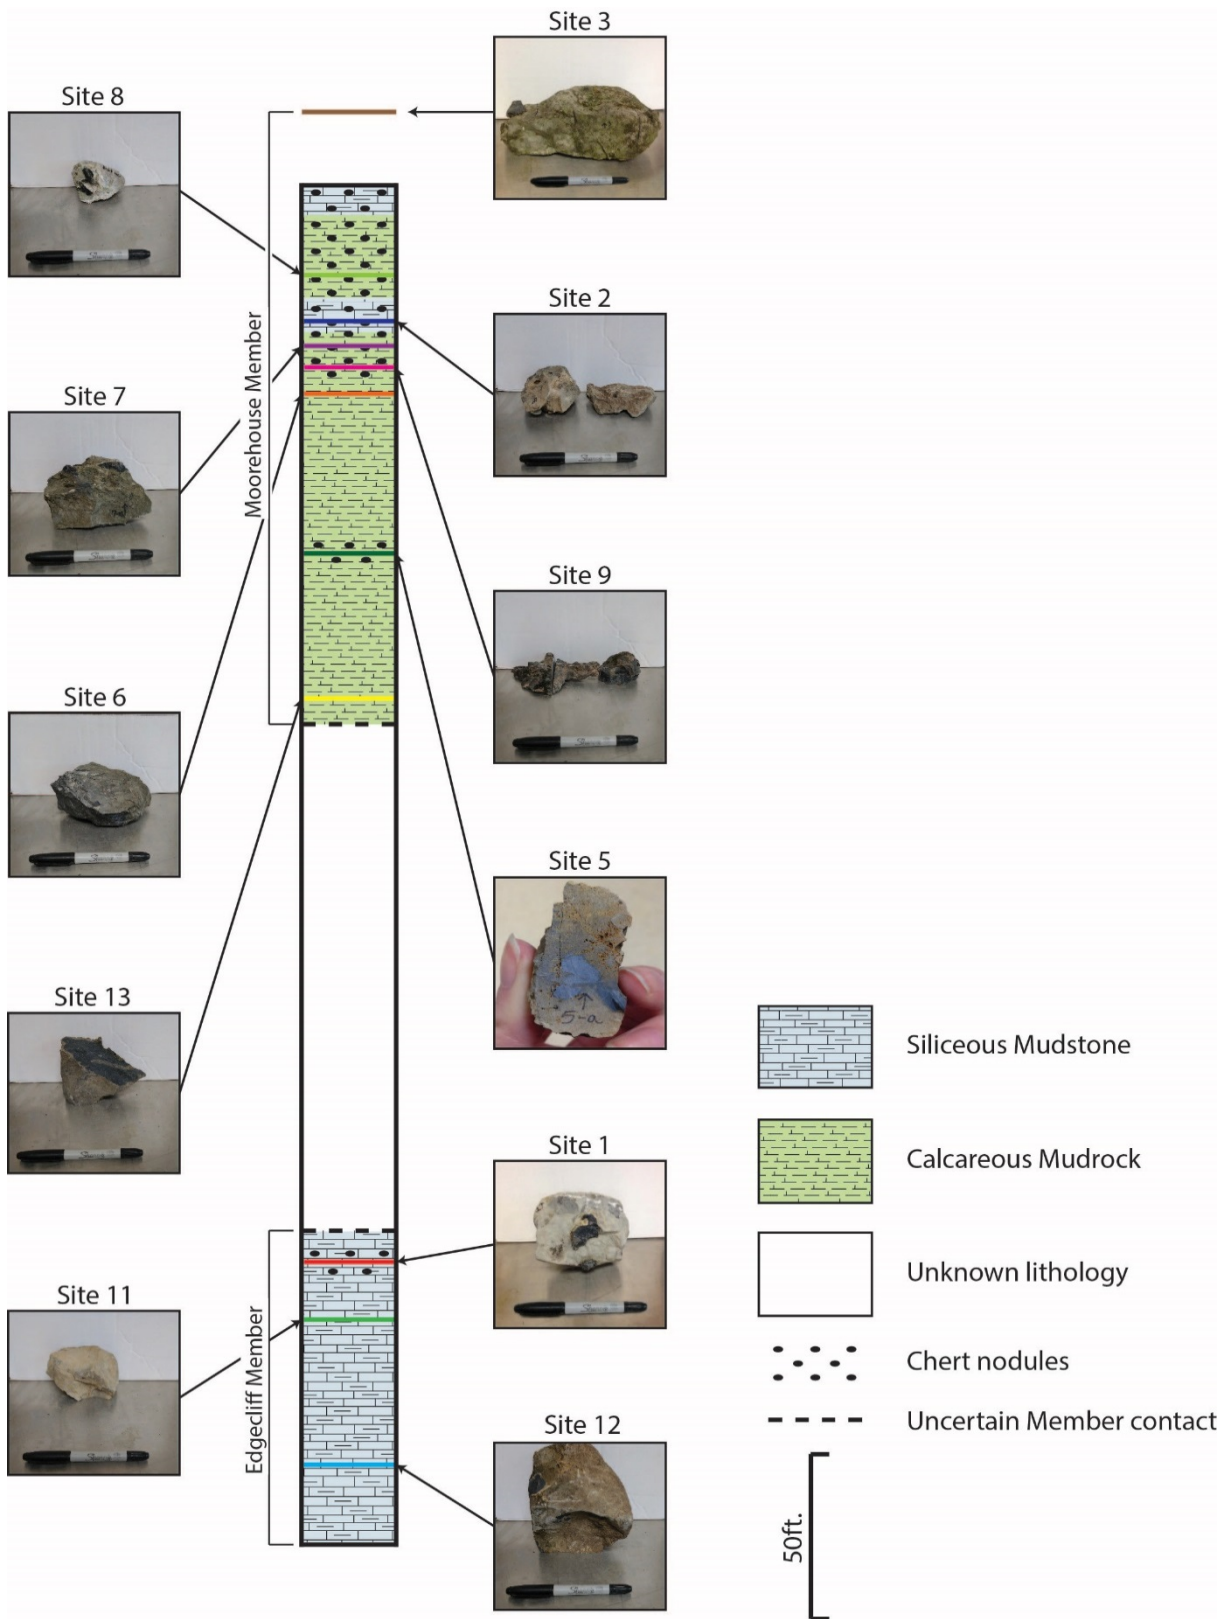 Site 3
Site 8
Site 2
Site 7
Moorehouse Member
Site 9
Site 6
Site 5
5-a
Site 13
Siliceous Mudstone
Calcareous Mudrock
Site 1
Unknown lithology
Site 11
Chert nodules
Edgecliff Member
Uncertain Member contact
Site 12
50ft.